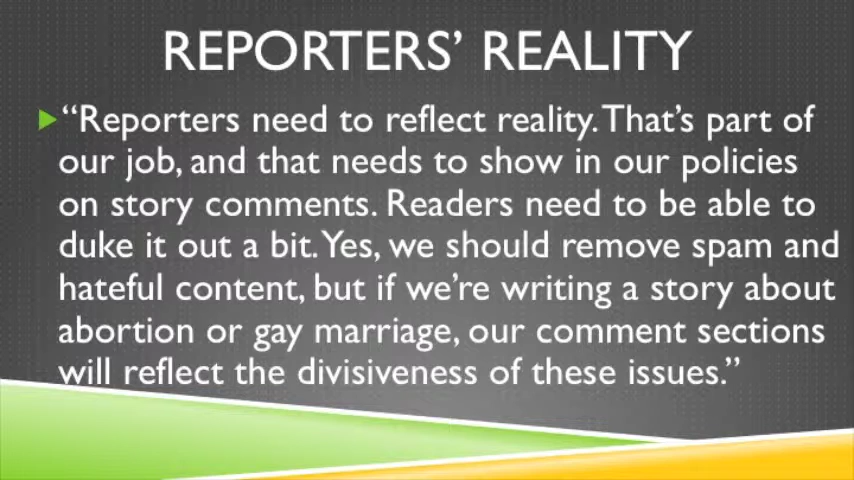 REPORTERS' REALITY
“Reporters need to reflect reality. That's part of
our job, and that needs to show in our policies
on story comments. Readers need to be able to
duke it out a bit. Yes, we should remove spam and
hateful content, but if we're writing a story about
abortion or gay marriage, our comment sections
will reflect the divisiveness of these issues.”